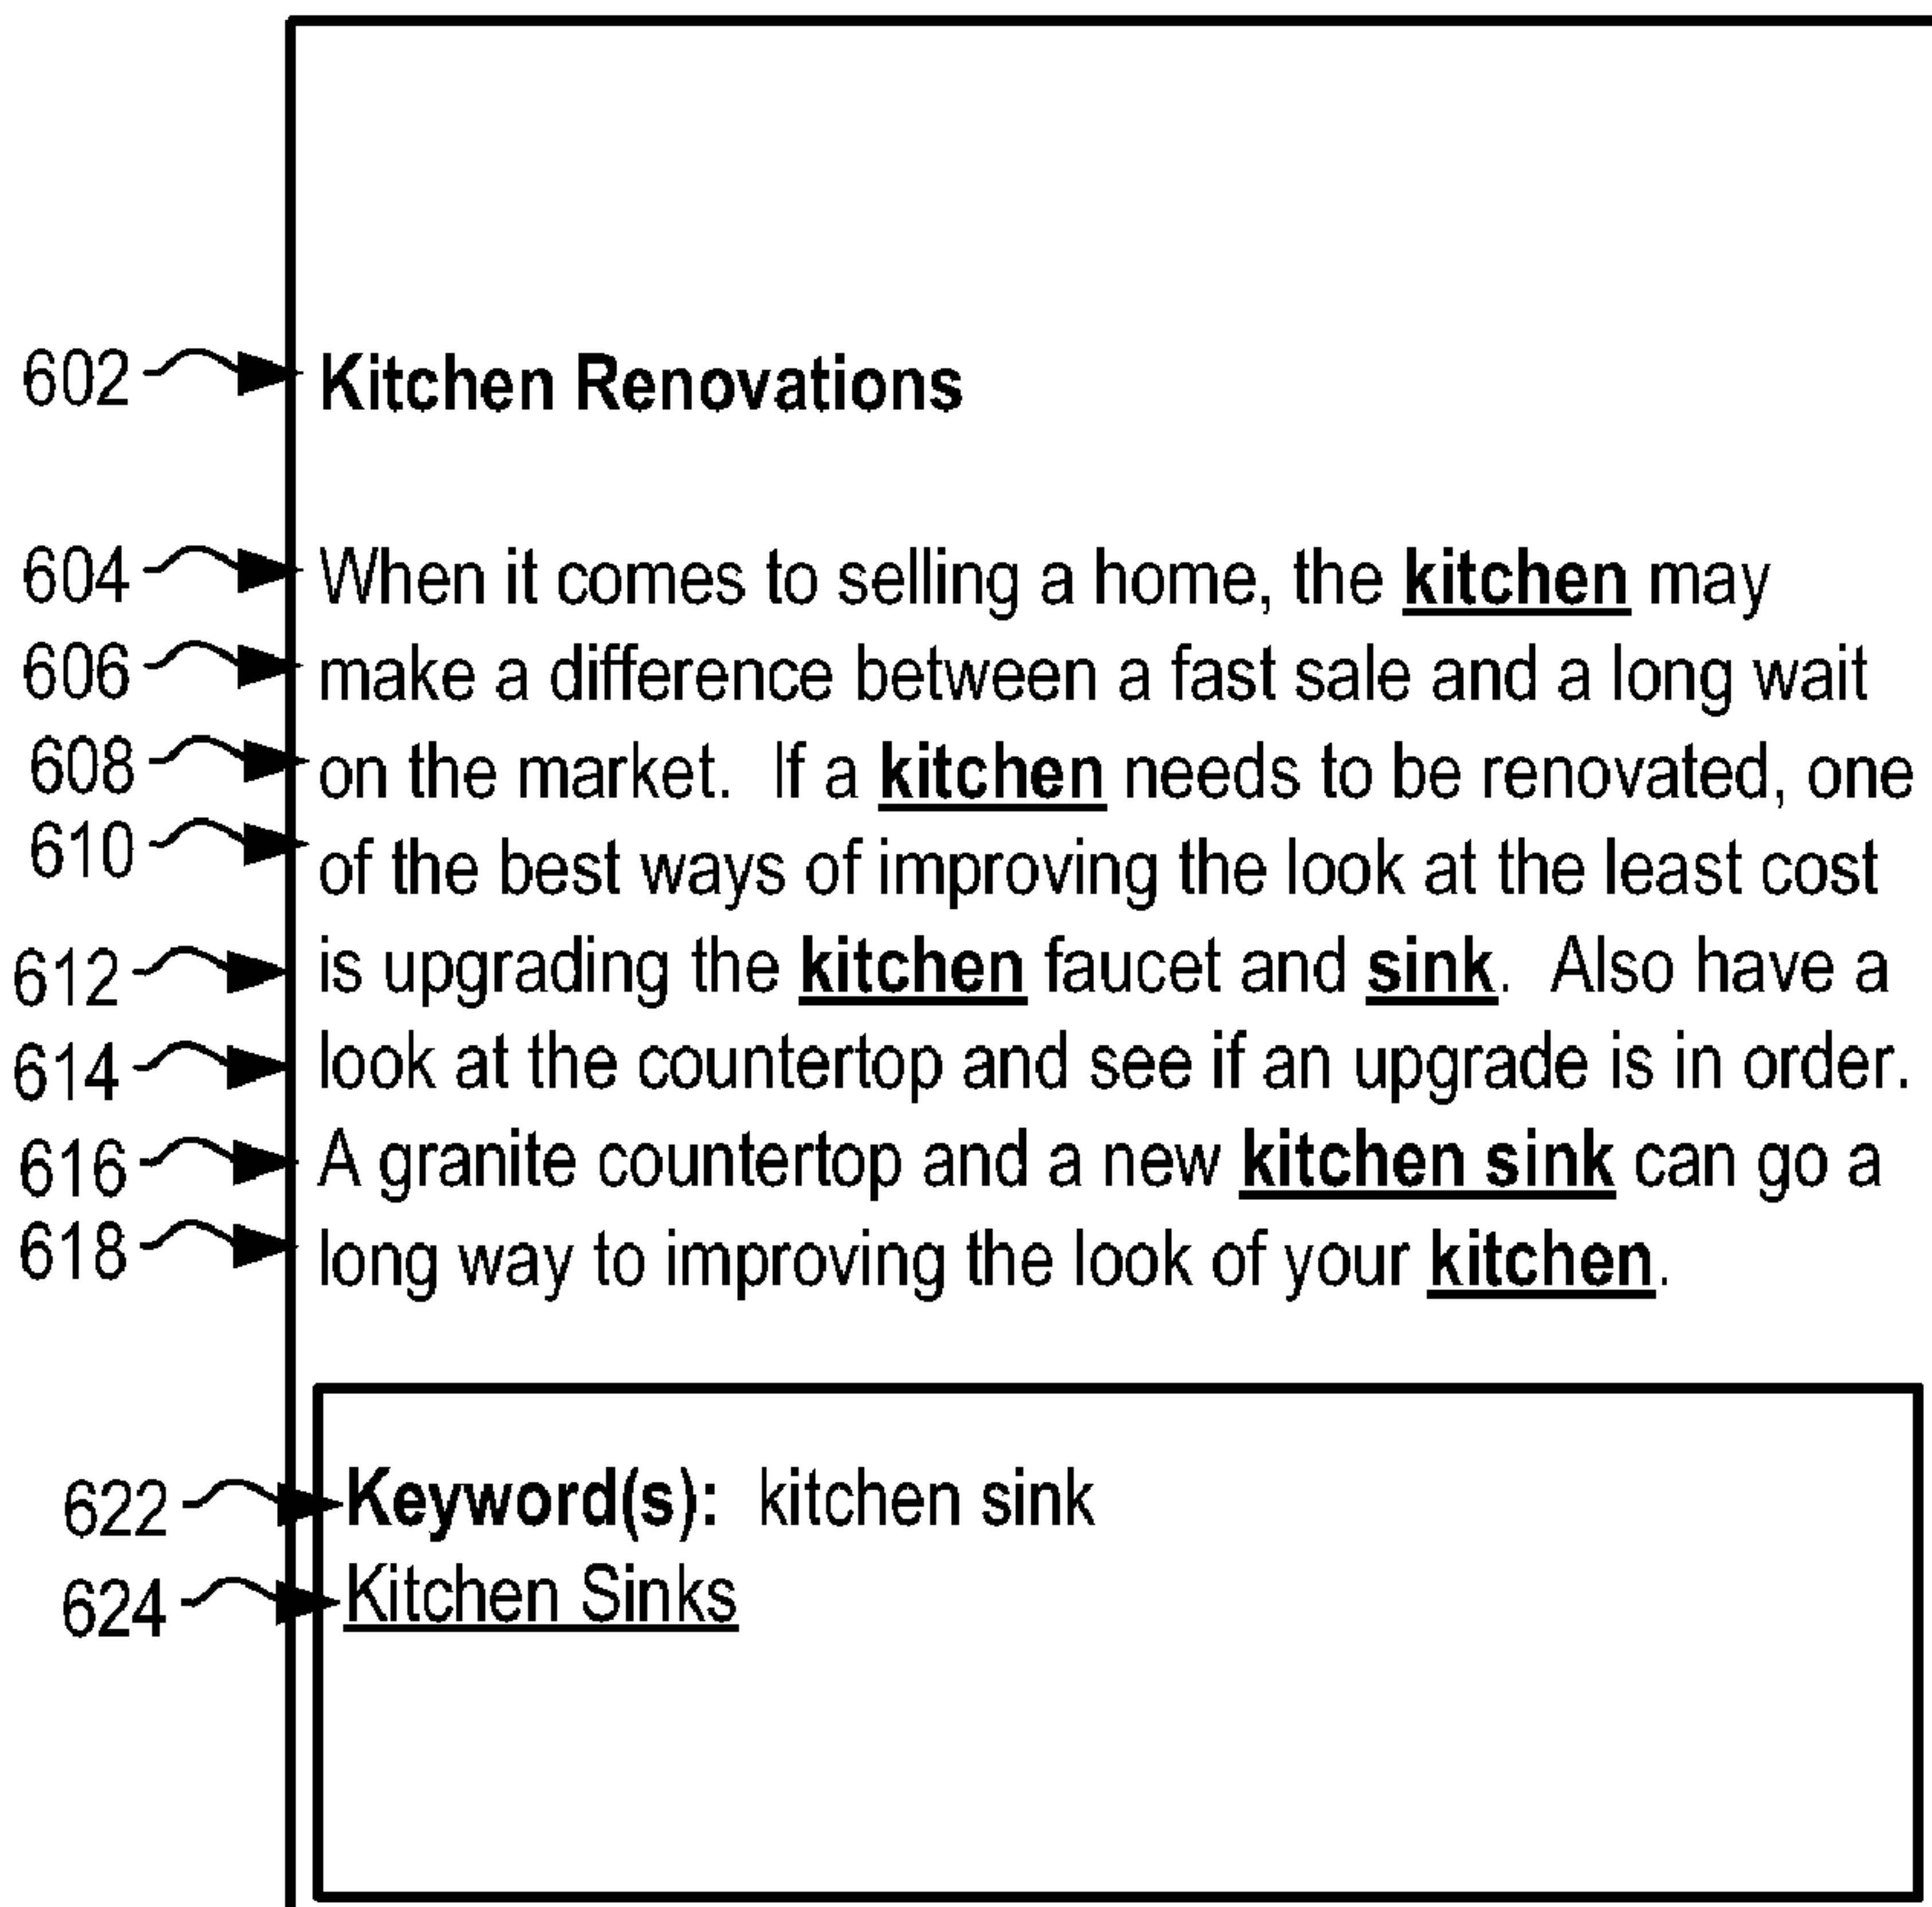 602 Kitchen Renovations
604 When it comes to selling a home, the kitchen may
606 make a difference between a fast sale and a long wait
608 on the market. If a kitchen needs to be renovated, one
610 of the best ways of improving the look at the least cost
612 is upgrading the kitchen faucet and sink. Also have a
614 look at the countertop and see if an upgrade is in order.
616 A granite countertop and a new kitchen sink can go a
618 long way to improving the look of your kitchen.
622 Keyword(s): kitchen sink
624 Kitchen Sinks